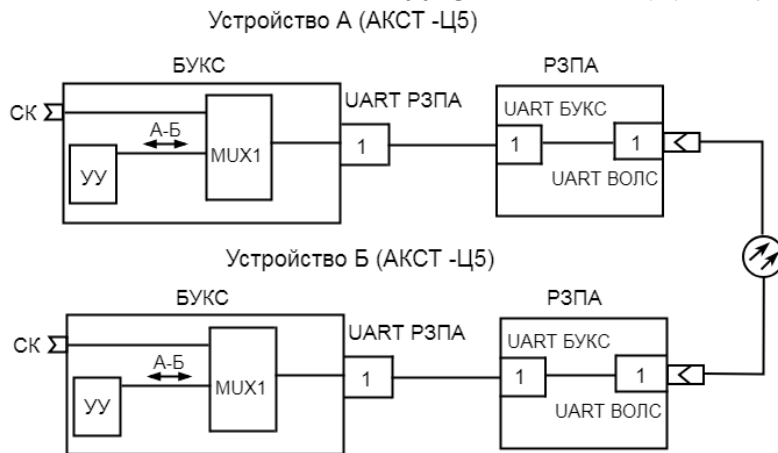 Устройство А (АКСТ -Ц5)
БУКС
РЗПА
UART РЗПА
СК
А-Б
MUX1
УУ
1
UART БУКС
1
1
UART ВОЛС
Устройство Б (АКСТ -Ц5)
БУКС
РЗПА
UART РЗПА
СК
А-Б
MUX1
УУ
1
UART БУКС
1
1
UART ВОЛС